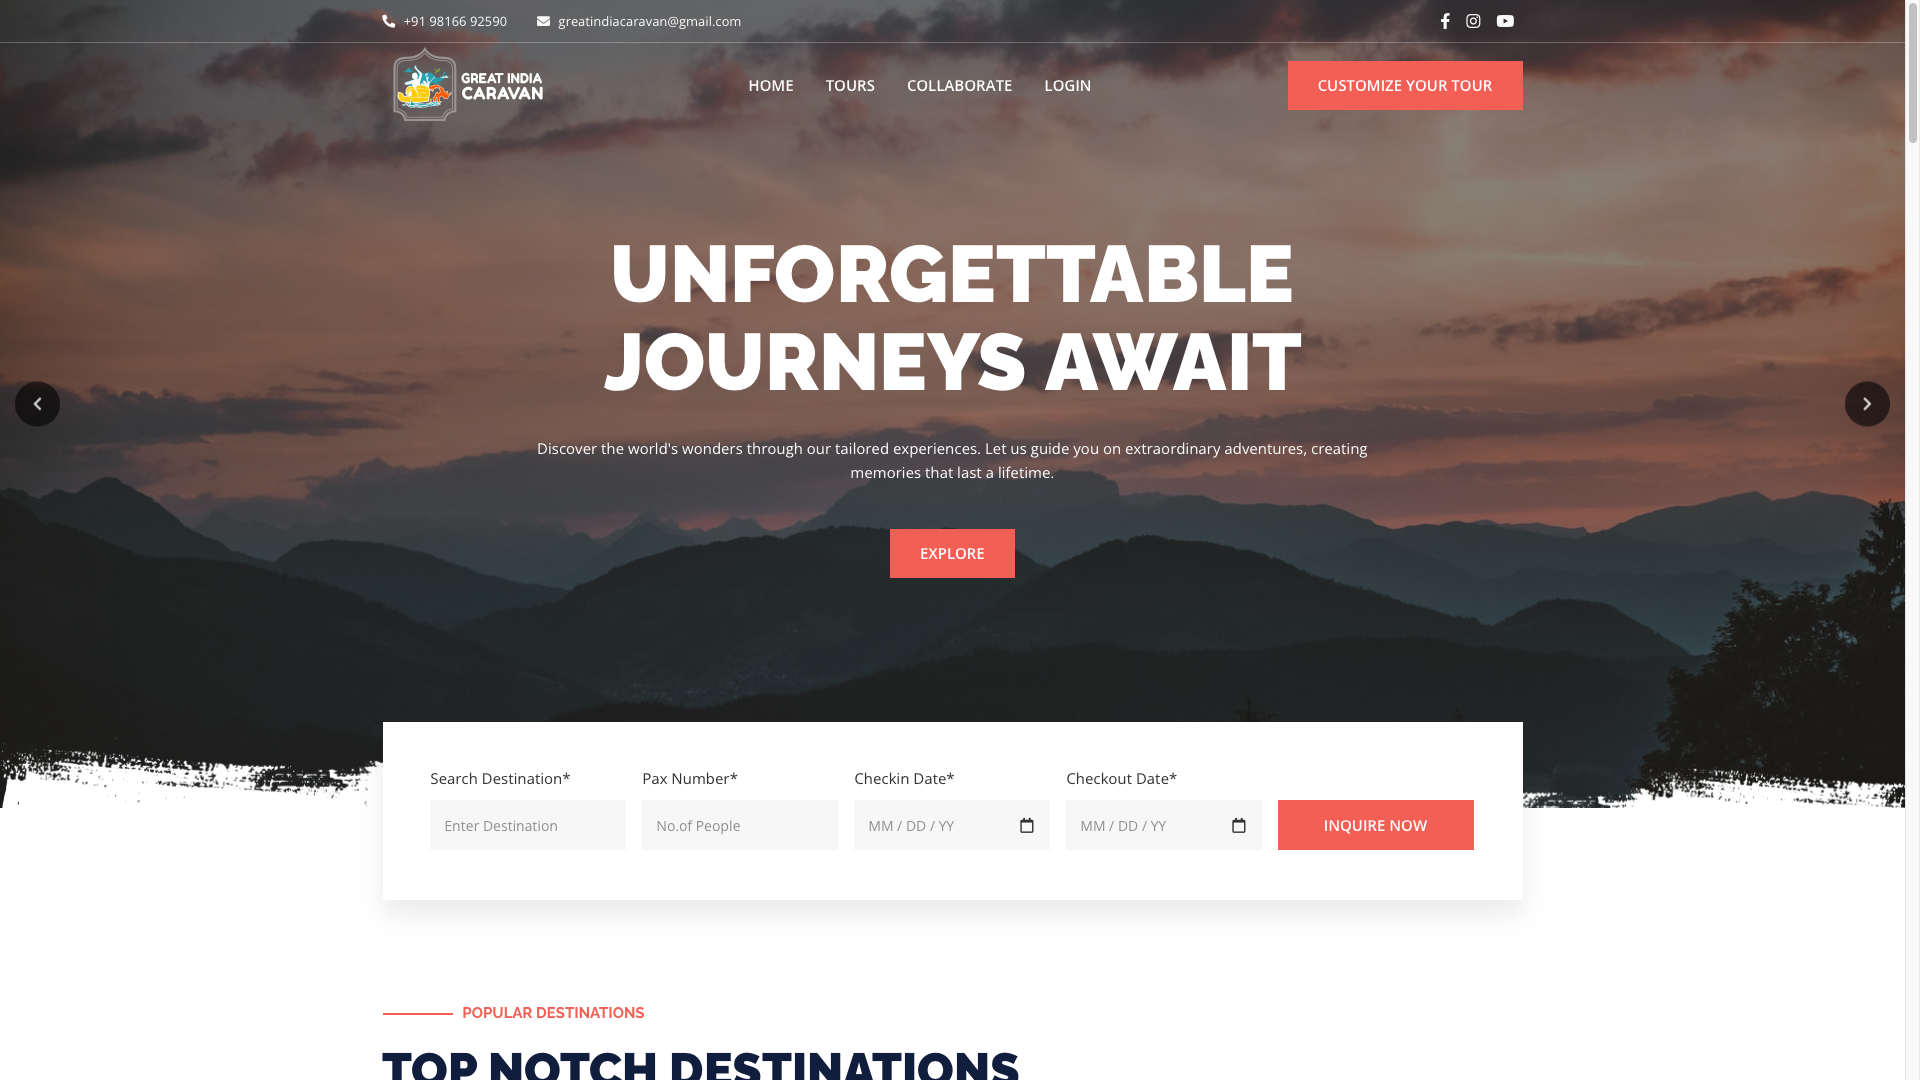 +91 98166 92590
greatindiacaravan@gmail.com
GREAT INDIA
CARAVAN
HOME
TOURS
COLLABORATE
LOGIN
CUSTOMIZE YOUR TOUR
UNFORGETTABLE
JOURNEYS AWAIT
Discover the world's wonders through our tailored experiences. Let us guide you on extraordinary adventures, creating
memories that last a lifetime.
EXPLORE
Search Destination*
Pax Number*
Checkin Date*
Checkout Date*
Enter Destination
No.of People
MM / DD / YY
MM / DD / YY
INQUIRE NOW
POPULAR DESTINATIONS
TOP NOTCH DESTINATIONS